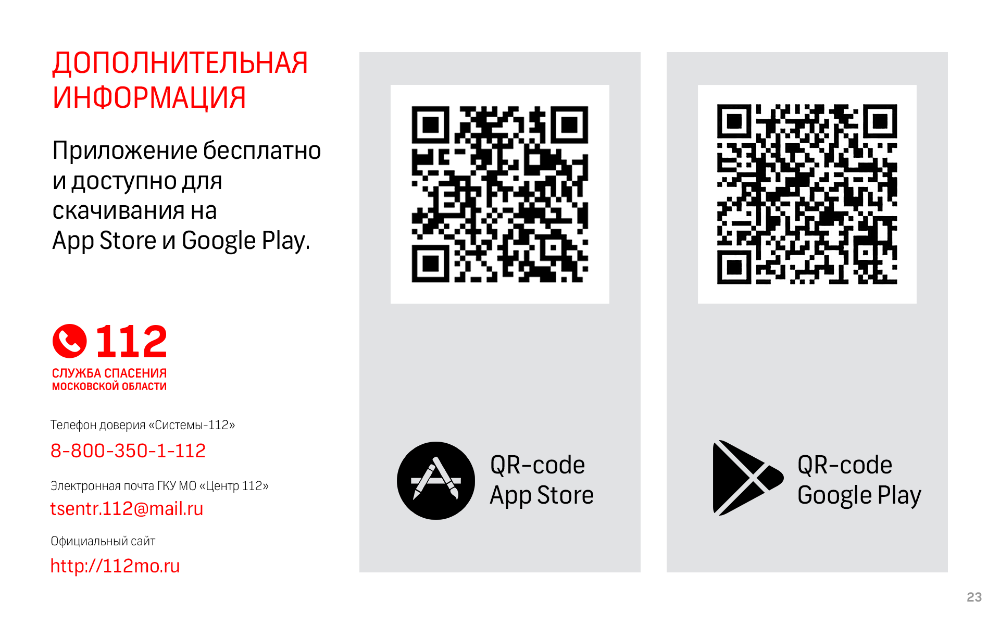 ДОПОЛНИТЕЛЬНАЯ
ИНФОРМАЦИЯ
Приложение бесплатно
и доступно для
скачивания на
App Store и Google Play.
112
СЛУЖБА СПАСЕНИЯ
МОСКОВСКОЙ ОБЛАСТИ
Телефон доверия «Системы-112»
8-800-350-1-112
Электронная почта ГКУ МО «Центр 112»
tsentr.112@mail.ru
Официальный сайт
http://112mo.ru
QR-code
App Store
QR-code
Google Play
23